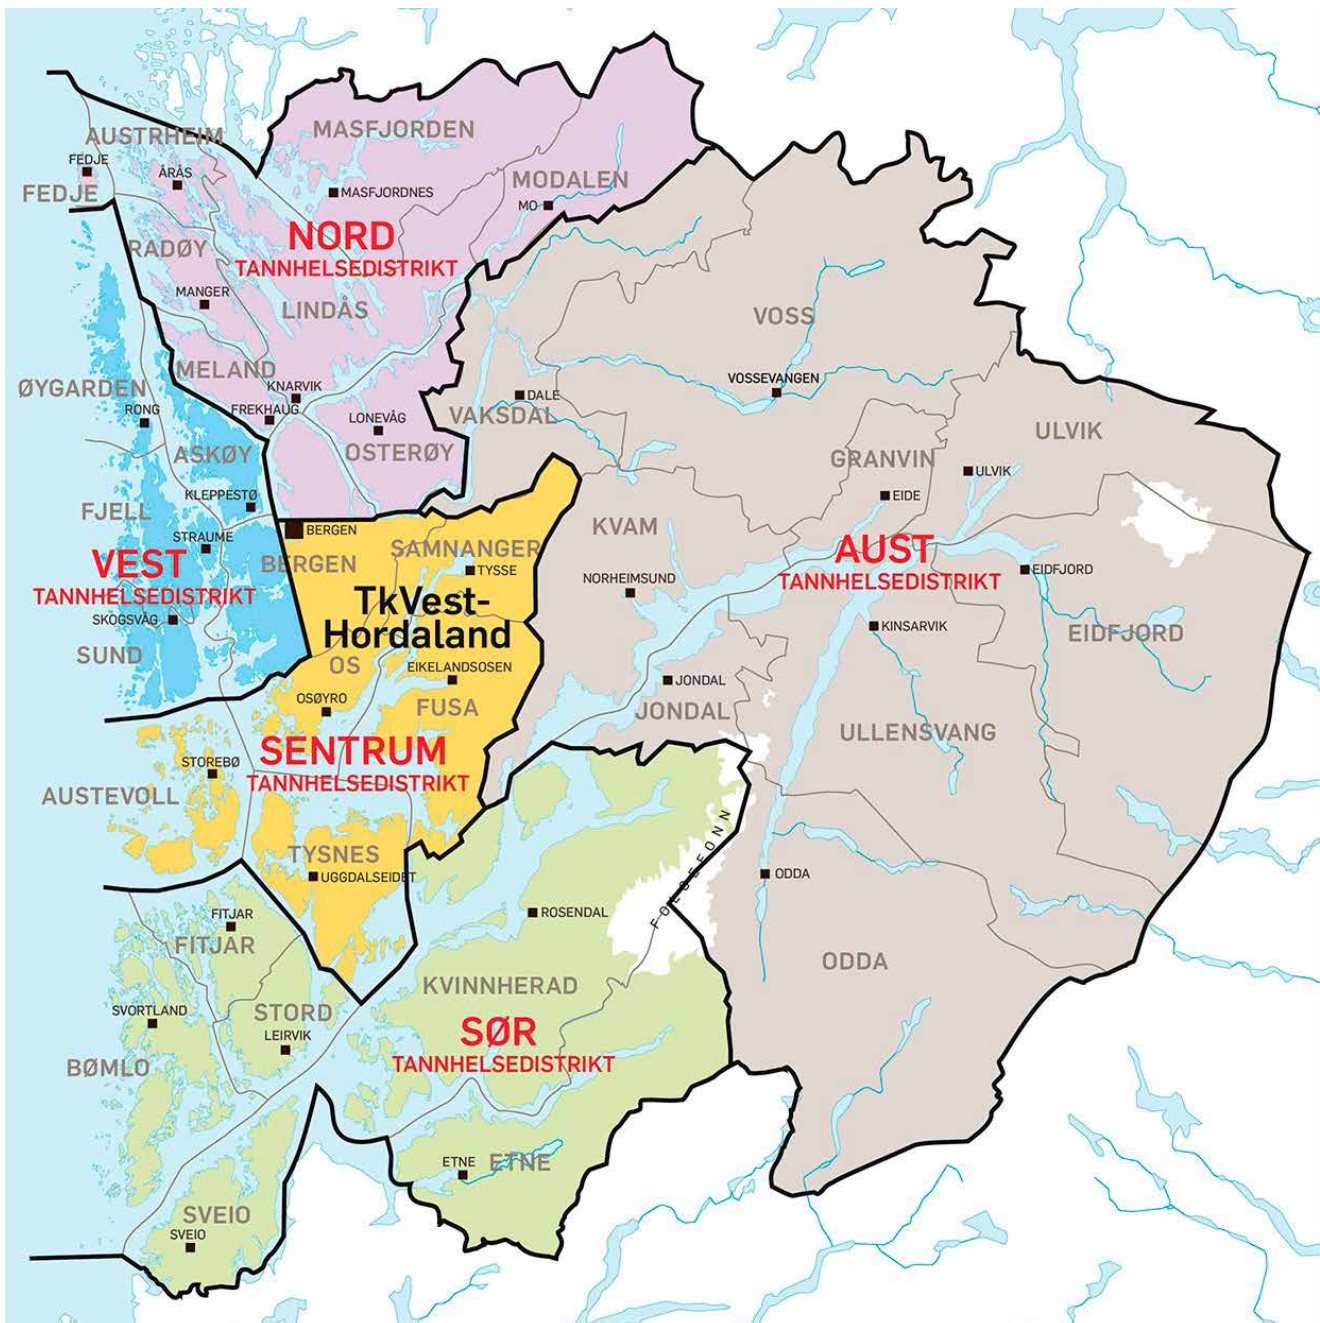 MASFJORDEN
AUSTRHEIM
FEDJE
ÅRÅS
FEDJE
MASFJORDNES
MODALEN
MO
NORD
TANNHELSEDISTRIKT
RADØY
MANGER
LINDÅS
VOSS
MELAND
KNARVIK
FREKHAUG
LONEVÅG
OSTERØY
ØYGARDEN
RONG
ASKØY
KLEPPESTØ
FJELL
STRAUME
VEST
TANNHELSEDISTRIKT
SKOGSVÅG
SUND
VOSSEVANGEN
DALE
VAKSDAL
ULVIK
GRANVIN
ULVIK
EIDE
KVAM
NORHEIMSUND
AUST
TANNHELSEDISTRIKT
EIDFJORD
KINSARVIK
EIDFJORD
JONDAL
JONDAL
ULLENSVANG
BERGEN
BERGEN
SAMNANGER
TYSSE
TkVest-
Hordaland
OS
EIKELANDSOSEN
OSØYRO
FUSA
SENTRUM
TANNHELSEDISTRIKT
STOREBØ
AUSTEVOLL
TYSNES
UGGDALSEIDET
FOLGEFONN
ODDA
ODDA
FITJAR
FITJAR
ROSENDAL
KVINNHERAD
SVORTLAND
STORD
LEIRVIK
BØMLO
SØR
TANNHELSEDISTRIKT
ETNE
ETNE
SVEIO
SVEIO